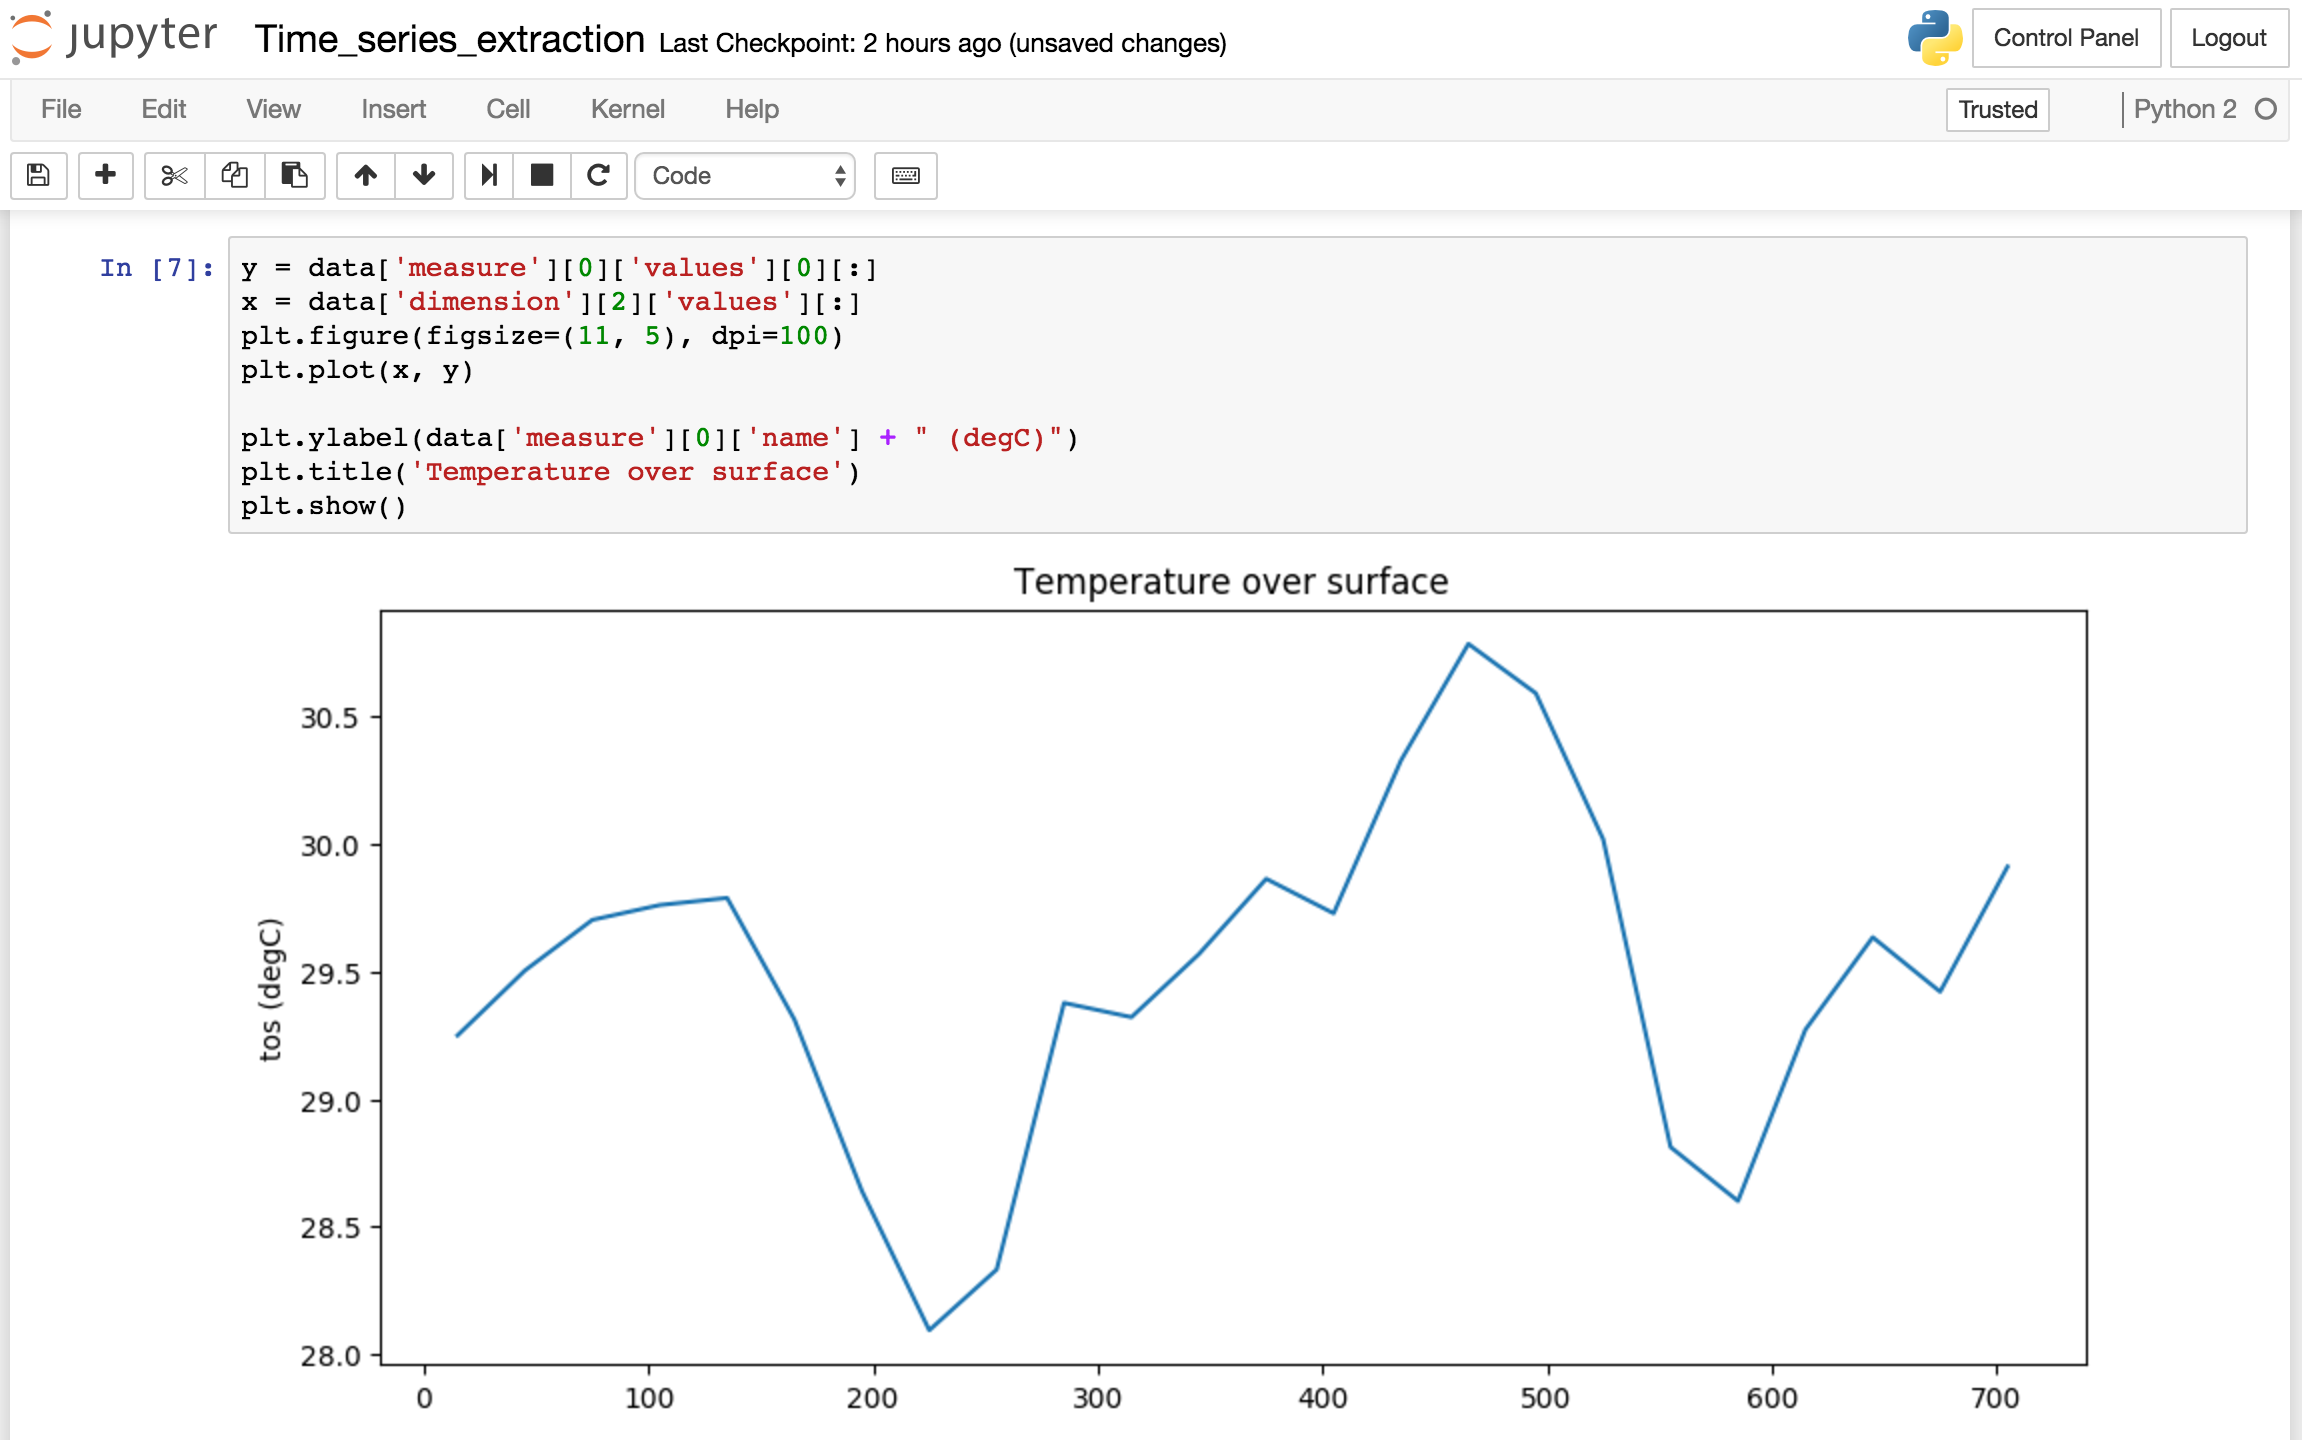 jupyter Time_series_extraction Last Checkpoint: 2 hours ago (unsaved changes) Control Panel Logout
File Edit View Insert Cell Kernel Help Trusted Python 2
Code
In [7]: y = data['measure'][0]['values'][0][:]
x = data['dimension'][2]['values'][:]
plt.figure(figsize=(11, 5), dpi=100)
plt.plot(x, y)
plt.ylabel(data['measure'][0]['name'] + " (degC)")
plt.title('Temperature over surface')
plt.show()
Temperature over surface
30.5
30.0
29.5
29.0
28.5
28.0
tos (degC)
0 100 200 300 400 500 600 700